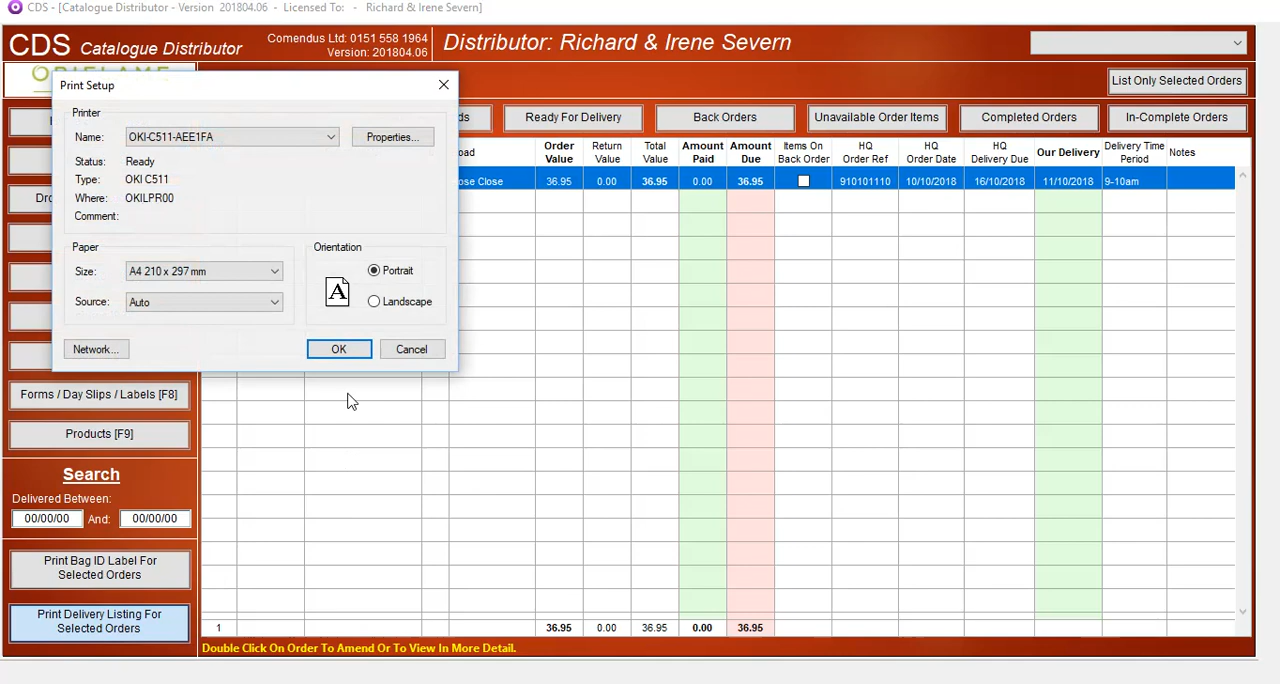 CDS - [Catalogue Distributor - Version 201804.06 - Licensed To: - Richard & Irene Severn]
CDS Catalogue Distributor
Comendus Ltd: 0151 558 1964
Version: 201804.06
Distributor: Richard & Irene Severn
ORIFLAME
List Only Selected Orders
Ready For Delivery
Back Orders
Unavailable Order Items
Completed Orders
In-Complete Orders
Order Value
Return Value
Total Value
Amount Paid
Amount Due
Items On Back Order
HQ Order Ref
HQ Order Date
HQ Delivery Due
Our Delivery
Delivery Time Period
Notes
ose Close 36.95 0.00 36.95 0.00 36.95 910101110 10/10/2018 16/10/2018 11/10/2018 9-10am
Print Setup
Printer
Name: OKI-C511-AEE1FA Properties...
Status: Ready
Type: OKI C511
Where: OKILPR00
Comment:
Paper
Size: A4 210 x 297 mm
Source: Auto
Orientation
A
Portrait
Landscape
Network...
OK
Cancel
Forms / Day Slips / Labels [F8]
Products [F9]
Search
Delivered Between:
00/00/00 And: 00/00/00
Print Bag ID Label For
Selected Orders
Print Delivery Listing For
Selected Orders
1 36.95 0.00 36.95 0.00 36.95
Double Click On Order To Amend Or To View In More Detail.